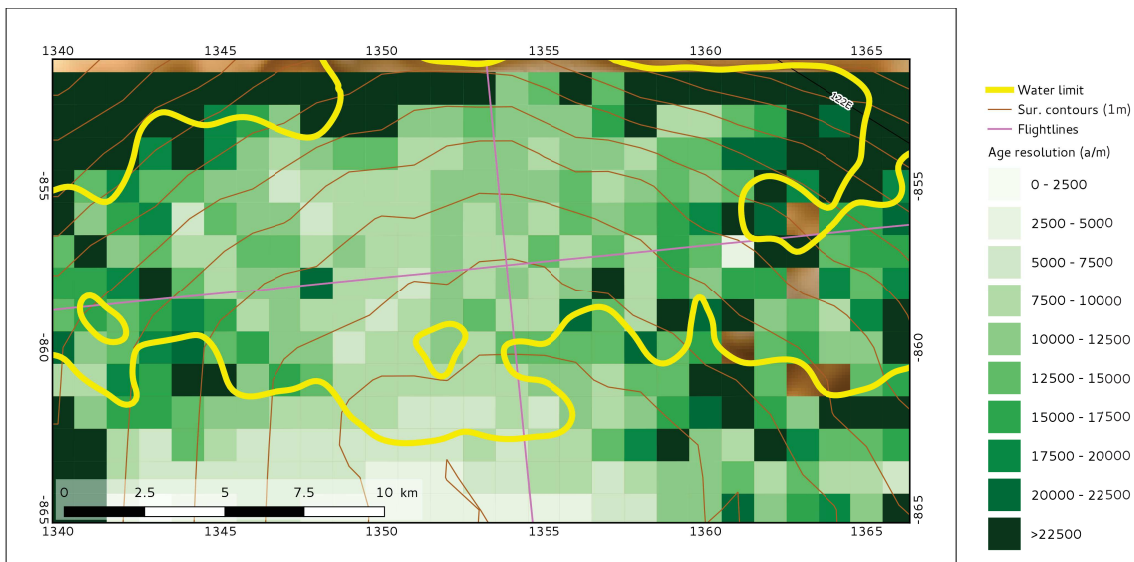 1340 1345 1350 1355 1360 1365
122E
-855 -855
-860 -860
-865 -865
0 2.5 5 7.5 10 km
1340 1345 1350 1355 1360 1365
Water limit
Sur. contours (1m)
Flightlines
Age resolution (a/m)
0 - 2500
2500 - 5000
5000 - 7500
7500 - 10000
10000 - 12500
12500 - 15000
15000 - 17500
17500 - 20000
20000 - 22500
>22500